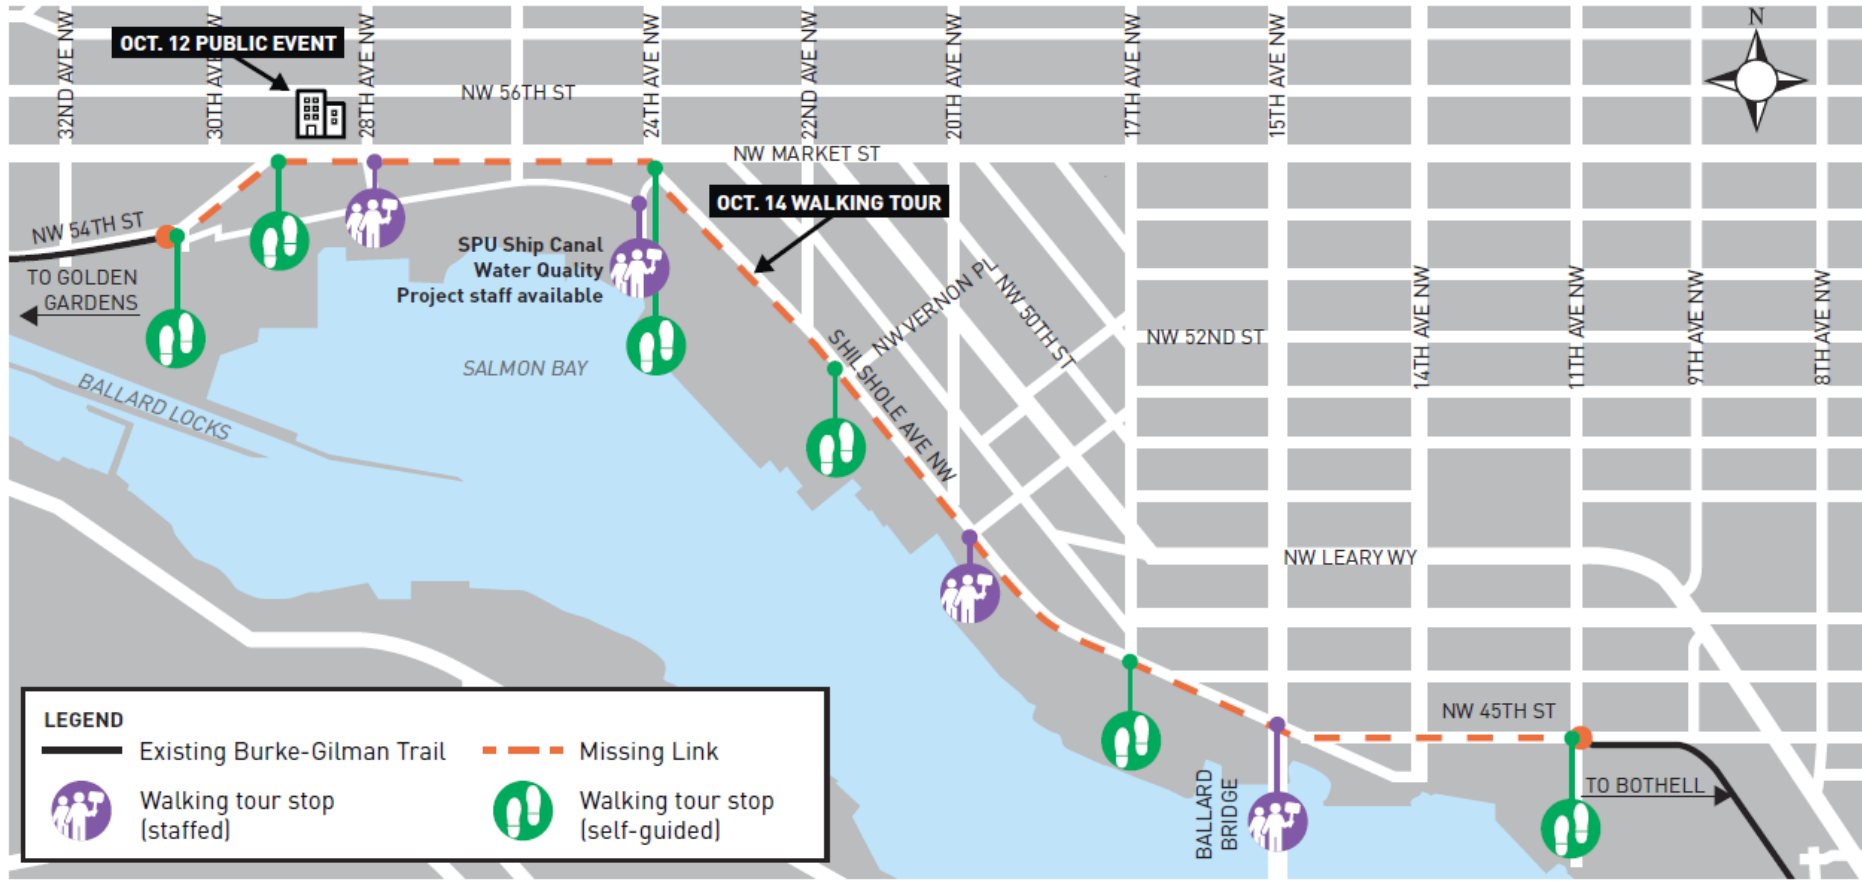 N
OCT. 12 PUBLIC EVENT
32ND AVE NW
30TH AVE NW
28TH AVE NW
NW 56TH ST
24TH AVE NW
22ND AVE NW
20TH AVE NW
17TH AVE NW
15TH AVE NW
NW MARKET ST
OCT. 14 WALKING TOUR
NW 54TH ST
TO GOLDEN
GARDENS
SPU Ship Canal
Water Quality
Project staff available
SALMON BAY
BALLARD LOCKS
SHILSHOLE AVE NW
NW VERNON PL
NW 50TH ST
NW 52ND ST
14TH AVE NW
11TH AVE NW
9TH AVE NW
8TH AVE NW
NW LEARY WY
NW 45TH ST
TO BOTHELL
BALLARD
BRIDGE
LEGEND
Existing Burke-Gilman Trail
Missing Link
Walking tour stop
(staffed)
Walking tour stop
(self-guided)